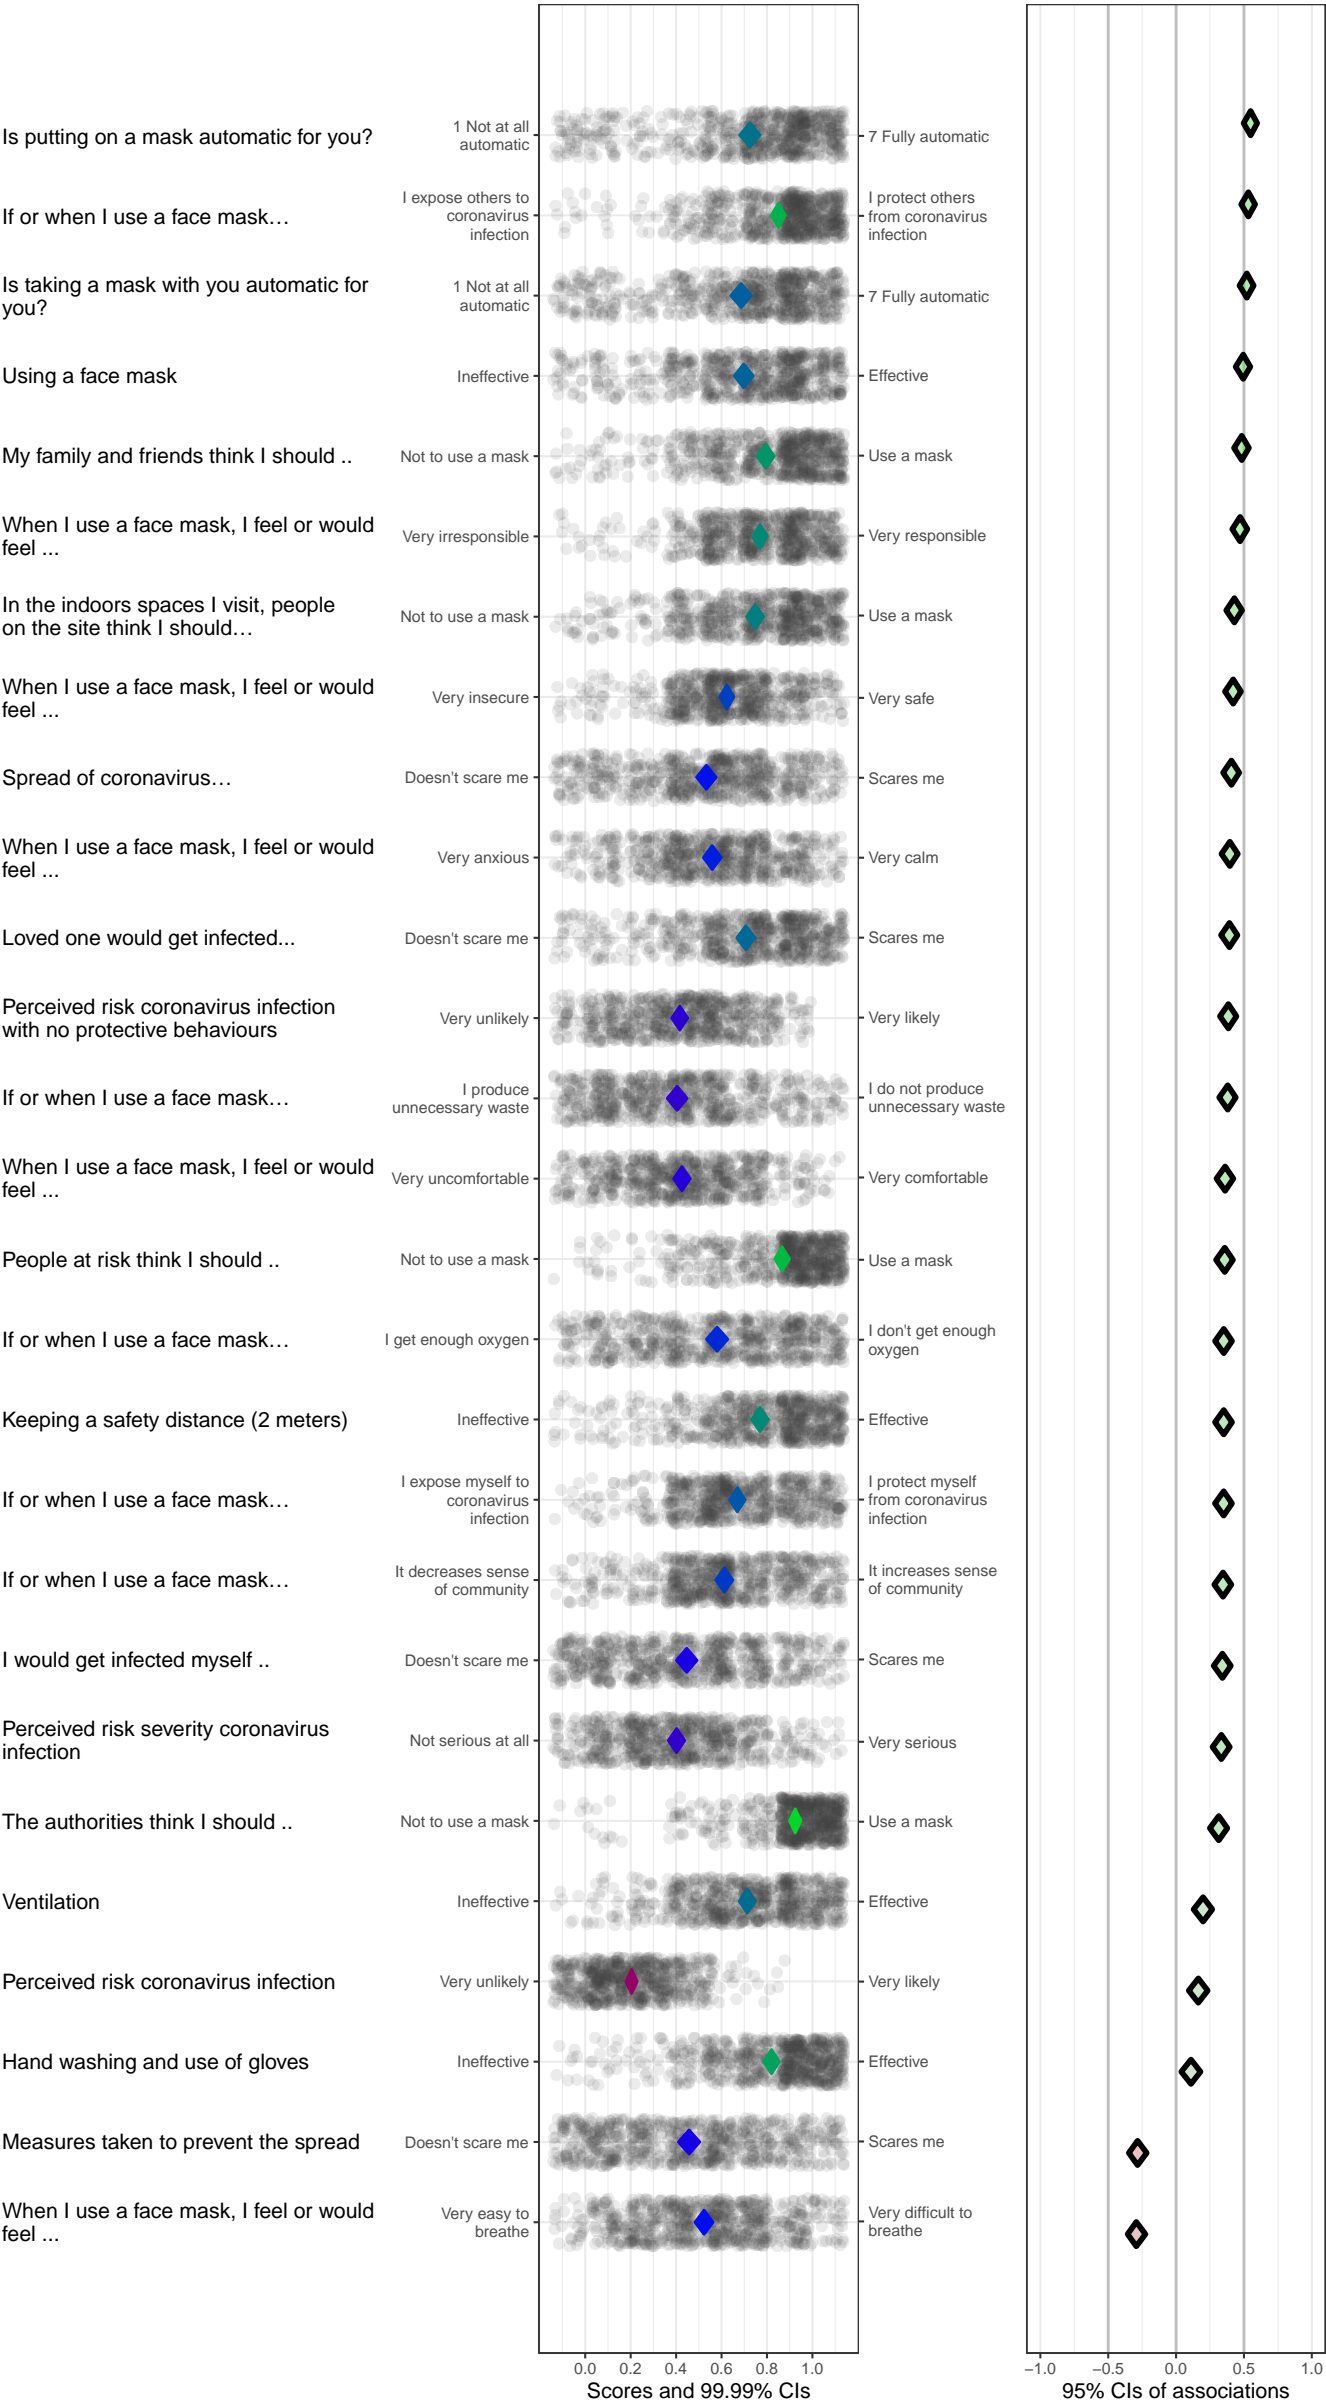 Is putting on a mask automatic for you?
1 Not at all
automatic
7 Fully automatic
If or when I use a face mask…
I expose others to
coronavirus
infection
I protect others
from coronavirus
infection
Is taking a mask with you automatic for
you?
1 Not at all
automatic
7 Fully automatic
Using a face mask
Ineffective
Effective
My family and friends think I should ..
Not to use a mask
Use a mask
When I use a face mask, I feel or would
feel ...
Very irresponsible
Very responsible
In the indoors spaces I visit, people
on the site think I should…
Not to use a mask
Use a mask
When I use a face mask, I feel or would
feel ...
Very insecure
Very safe
Spread of coronavirus…
Doesn't scare me
Scares me
When I use a face mask, I feel or would
feel ...
Very anxious
Very calm
Loved one would get infected...
Doesn't scare me
Scares me
Perceived risk coronavirus infection
with no protective behaviours
Very unlikely
Very likely
If or when I use a face mask…
I produce
unnecessary waste
I do not produce
unnecessary waste
When I use a face mask, I feel or would
feel ...
Very uncomfortable
Very comfortable
People at risk think I should ..
Not to use a mask
Use a mask
If or when I use a face mask…
I get enough oxygen
I don't get enough
oxygen
Keeping a safety distance (2 meters)
Ineffective
Effective
If or when I use a face mask…
I expose myself to
coronavirus
infection
I protect myself
from coronavirus
infection
If or when I use a face mask…
It decreases sense
of community
It increases sense
of community
I would get infected myself ..
Doesn't scare me
Scares me
Perceived risk severity coronavirus
infection
Not serious at all
Very serious
The authorities think I should ..
Not to use a mask
Use a mask
Ventilation
Ineffective
Effective
Perceived risk coronavirus infection
Very unlikely
Very likely
Hand washing and use of gloves
Ineffective
Effective
Measures taken to prevent the spread
Doesn't scare me
Scares me
When I use a face mask, I feel or would
feel ...
Very easy to
breathe
Very difficult to
breathe
0.0 0.2 0.4 0.6 0.8 1.0
Scores and 99.99% CIs
−1.0 −0.5 0.0 0.5 1.0
95% CIs of associations